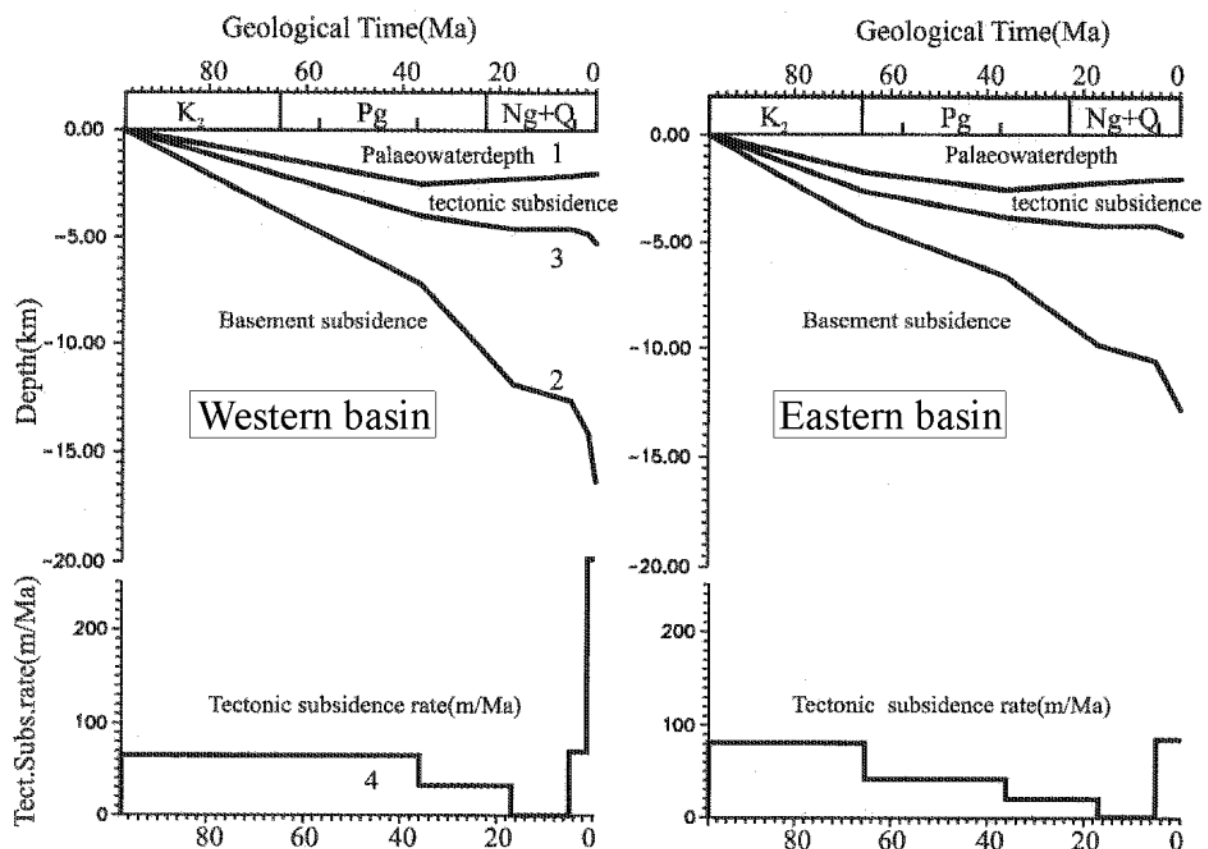 Geological Time(Ma)
80 60 40 20 0
K₂ Pg Ng+Q
0.00
Palaeowaterdepth 1
tectonic subsidence
-5.00
3
Basement subsidence
-10.00
2
Western basin
-15.00
-20.00
Depth(km)
200
Tectonic subsidence rate(m/Ma)
100
4
0
80 60 40 20 0
Tect.Subs.rate(m/Ma)
Geological Time(Ma)
80 60 40 20 0
K₂ Pg Ng+Q
0.00
Palaeowaterdepth
tectonic subsidence
-5.00
Basement subsidence
-10.00
Eastern basin
-15.00
-20.00
200
Tectonic subsidence rate(m/Ma)
100
0
80 60 40 20 0